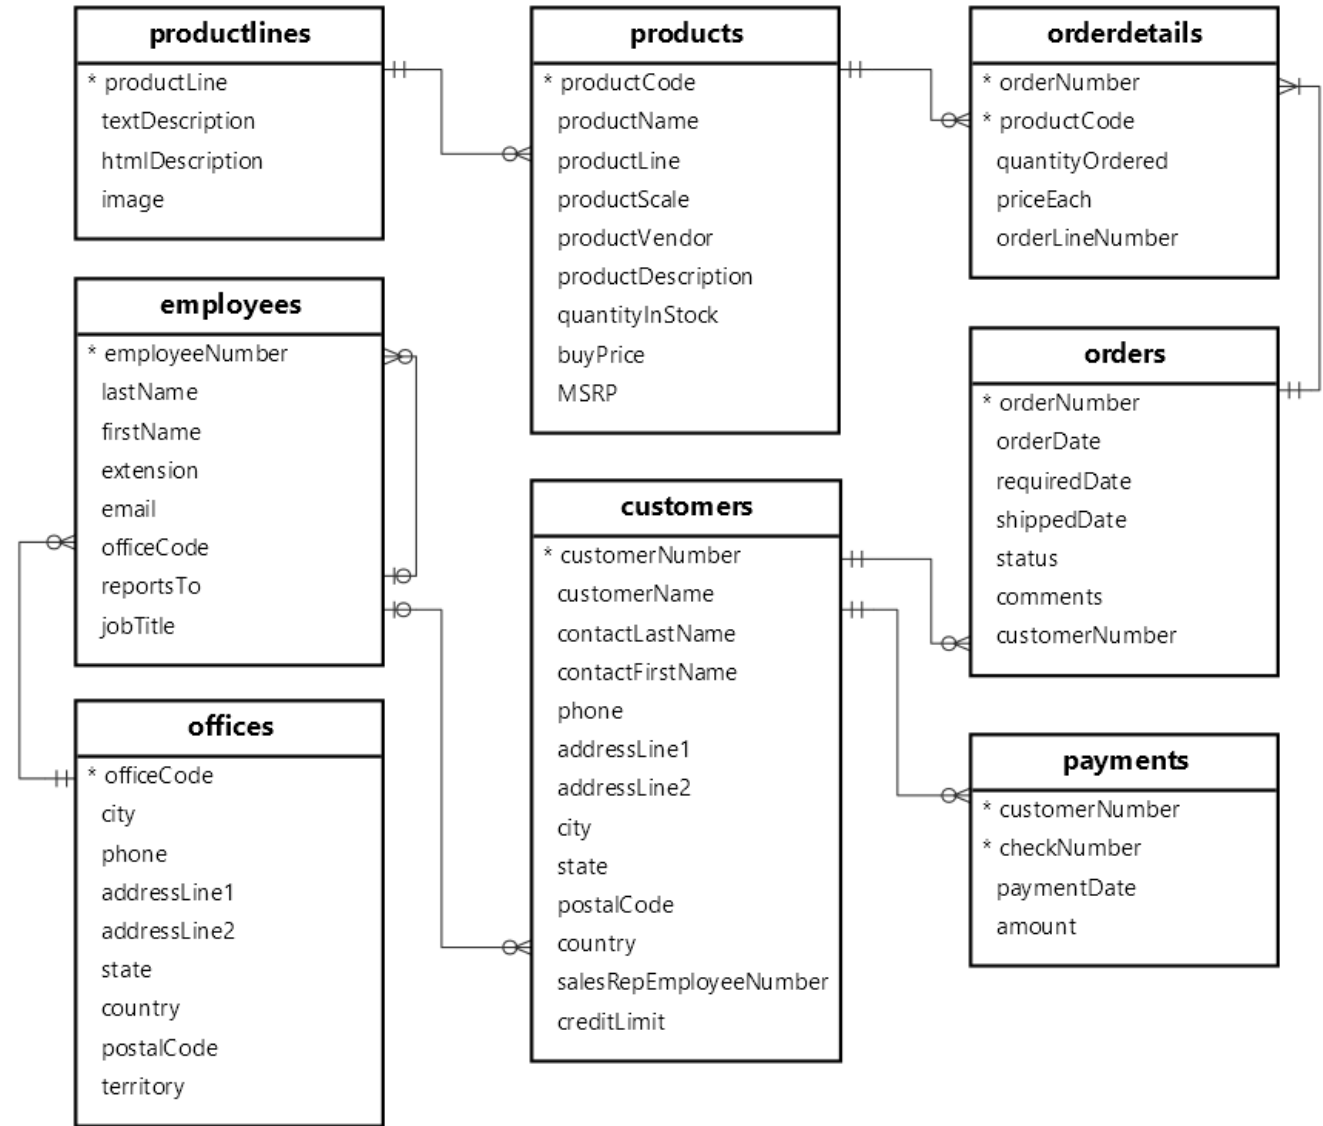 productlines
* productLine
textDescription
htmlDescription
image
products
* productCode
productName
productLine
productScale
productVendor
productDescription
quantityInStock
buyPrice
MSRP
orderdetails
* orderNumber
* productCode
quantityOrdered
priceEach
orderLineNumber
employees
* employeeNumber
lastName
firstName
extension
email
officeCode
reportsTo
jobTitle
orders
* orderNumber
orderDate
requiredDate
shippedDate
status
comments
customerNumber
customers
* customerNumber
customerName
contactLastName
contactFirstName
phone
addressLine1
addressLine2
city
state
postalCode
country
salesRepEmployeeNumber
creditLimit
offices
* officeCode
city
phone
addressLine1
addressLine2
state
country
postalCode
territory
payments
* customerNumber
* checkNumber
paymentDate
amount